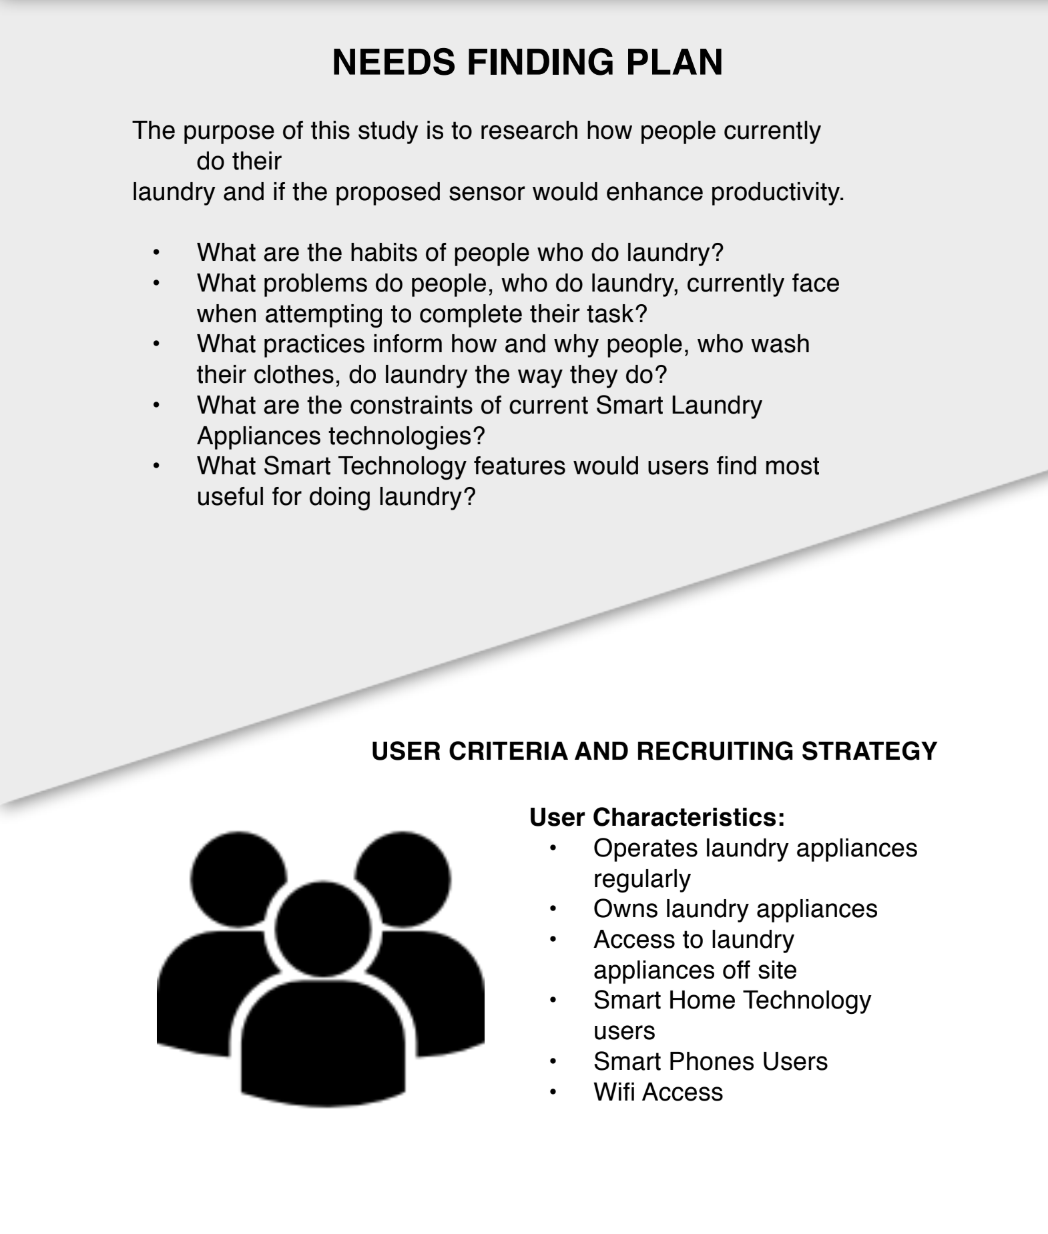 NEEDS FINDING PLAN
The purpose of this study is to research how people currently
do their
laundry and if the proposed sensor would enhance productivity.
• What are the habits of people who do laundry?
• What problems do people, who do laundry, currently face
when attempting to complete their task?
• What practices inform how and why people, who wash
their clothes, do laundry the way they do?
• What are the constraints of current Smart Laundry
Appliances technologies?
• What Smart Technology features would users find most
useful for doing laundry?
USER CRITERIA AND RECRUITING STRATEGY
User Characteristics:
• Operates laundry appliances
regularly
• Owns laundry appliances
• Access to laundry
appliances off site
• Smart Home Technology
users
• Smart Phones Users
• Wifi Access